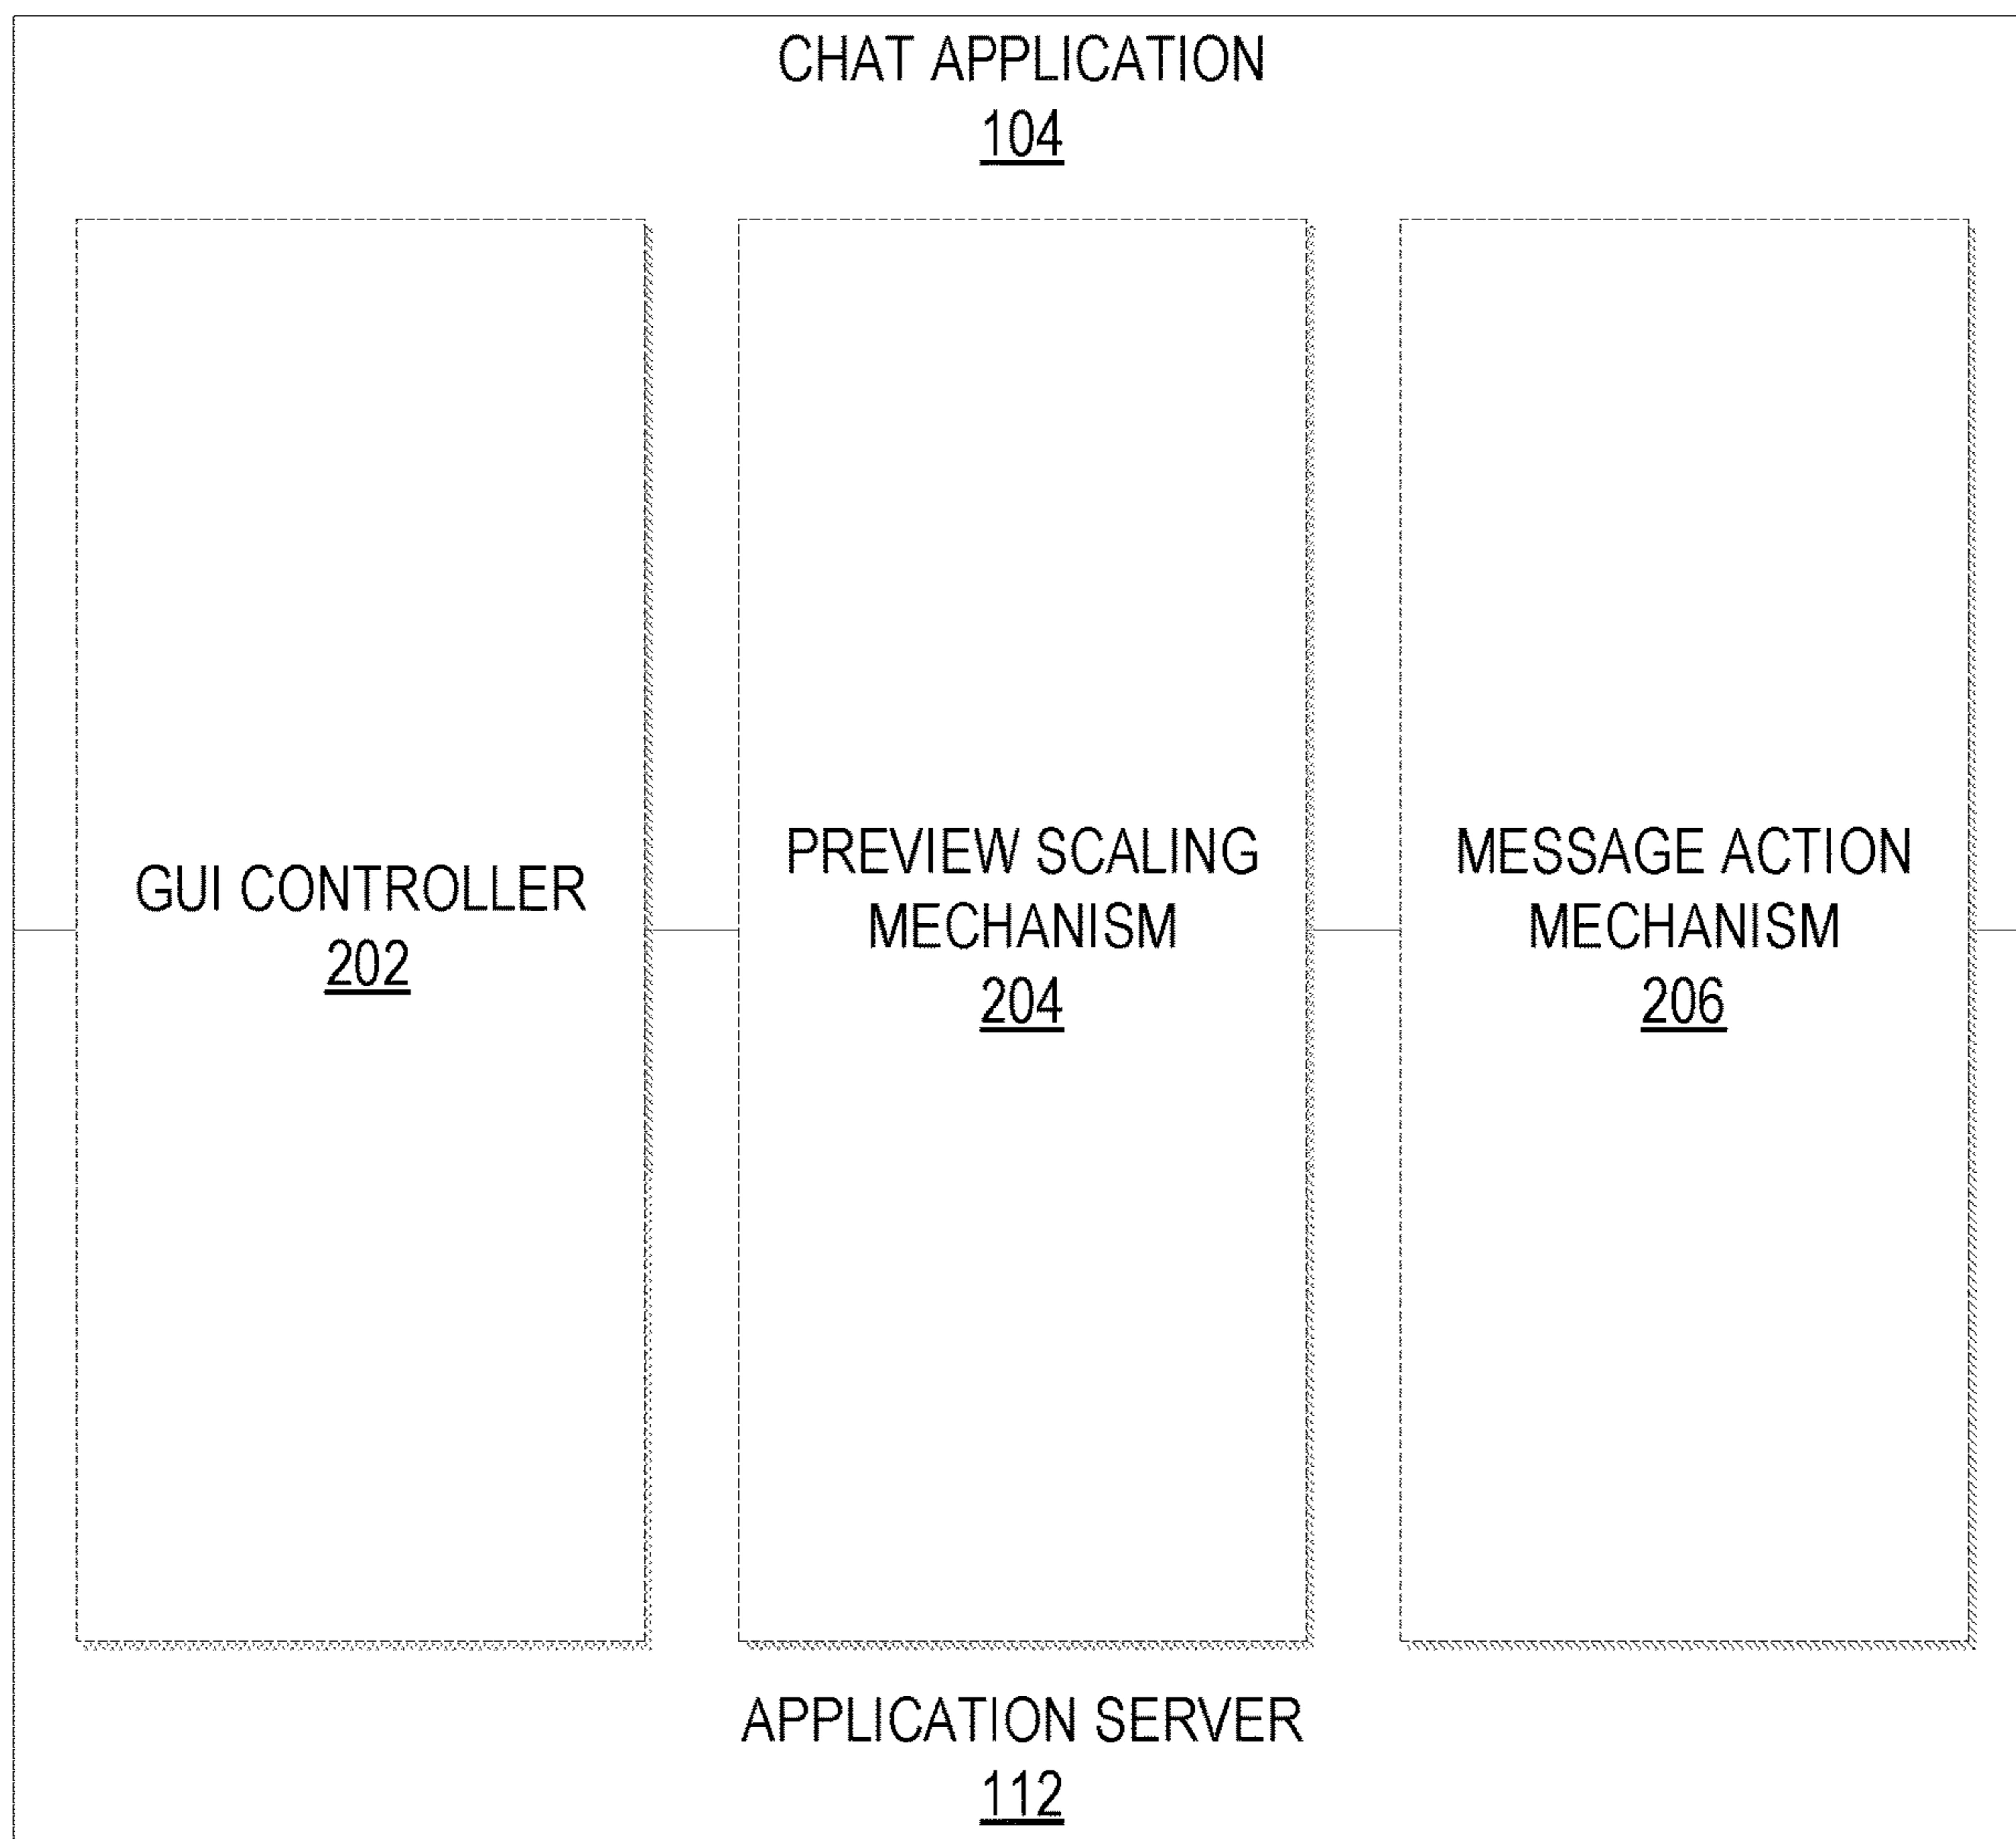 CHAT APPLICATION
104
GUI CONTROLLER
202
PREVIEW SCALING
MECHANISM
204
MESSAGE ACTION
MECHANISM
206
APPLICATION SERVER
112